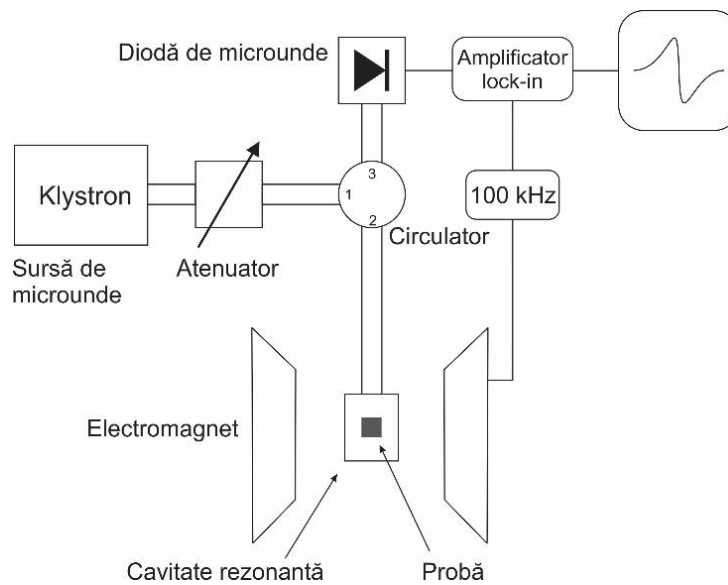 Diodă de microunde
Amplificator
lock-in
Klystron
3
1
2
100 kHz
Circulator
Sursă de
microunde
Atenuator
Electromagnet
Cavitate rezonantă
Probă